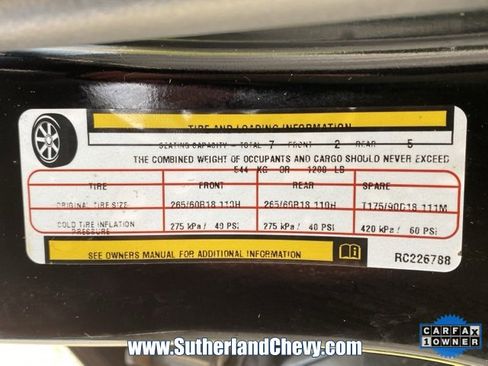 TIRE AND LOADING INFORMATION
SEATING CAPACITY - TOTAL 7 FRONT 2 REAR 5
THE COMBINED WEIGHT OF OCCUPANTS AND CARGO SHOULD NEVER EXCEED
544 KG OR 1200 LB
TIRE FRONT REAR SPARE
ORIGINAL TIRE SIZE 265/60R18 110H 265/60R18 110H T175/90D18 111M
COLD TIRE INFLATION PRESSURE 275 kPa / 40 PSI 275 kPa / 40 PSI 420 kPa / 60 PSI
SEE OWNERS MANUAL FOR ADDITIONAL INFORMATION
RC226788
CARFAX
1 OWNER
www.SutherlandChevy.com